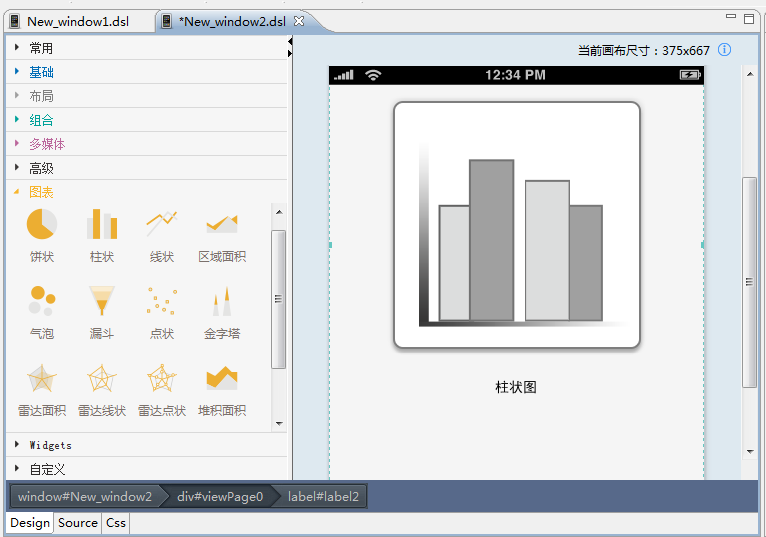 New_window1.dsl
*New_window2.dsl
常用
基础
布局
组合
多媒体
高级
图表
饼状 柱状 线状 区域面积
气泡 漏斗 点状 金字塔
雷达面积 雷达线状 雷达点状 堆积面积
Widgets
自定义
当前画布尺寸：375x667
12:34 PM
柱状图
window#New_window2 div#viewPage0 label#label2
Design Source Css